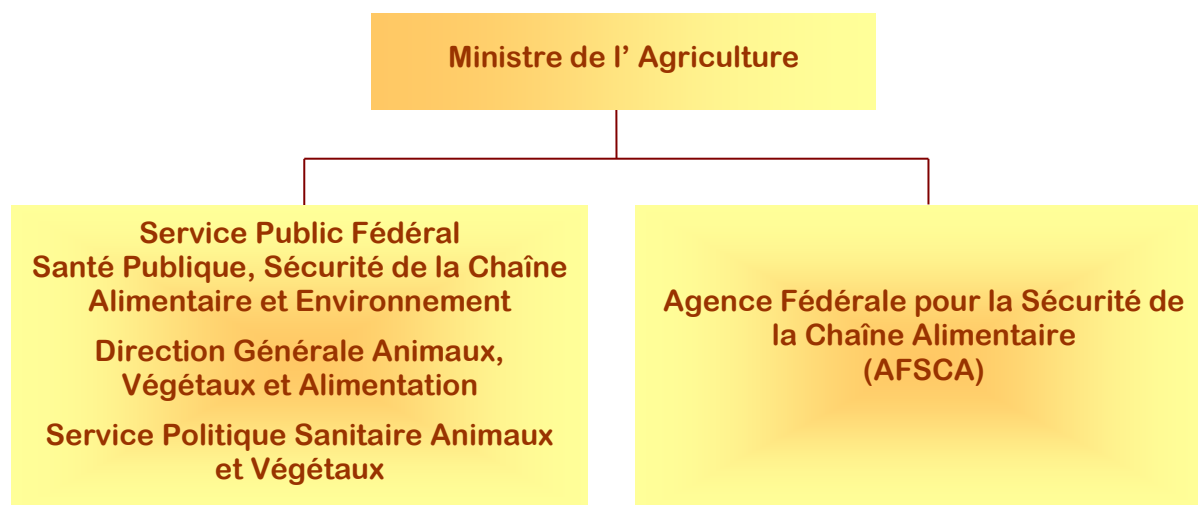 Ministre de l’ Agriculture
Service Public Fédéral
Santé Publique, Sécurité de la Chaîne
Alimentaire et Environnement
Direction Générale Animaux,
Végétaux et Alimentation
Service Politique Sanitaire Animaux
et Végétaux
Agence Fédérale pour la Sécurité de
la Chaîne Alimentaire
(AFSCA)